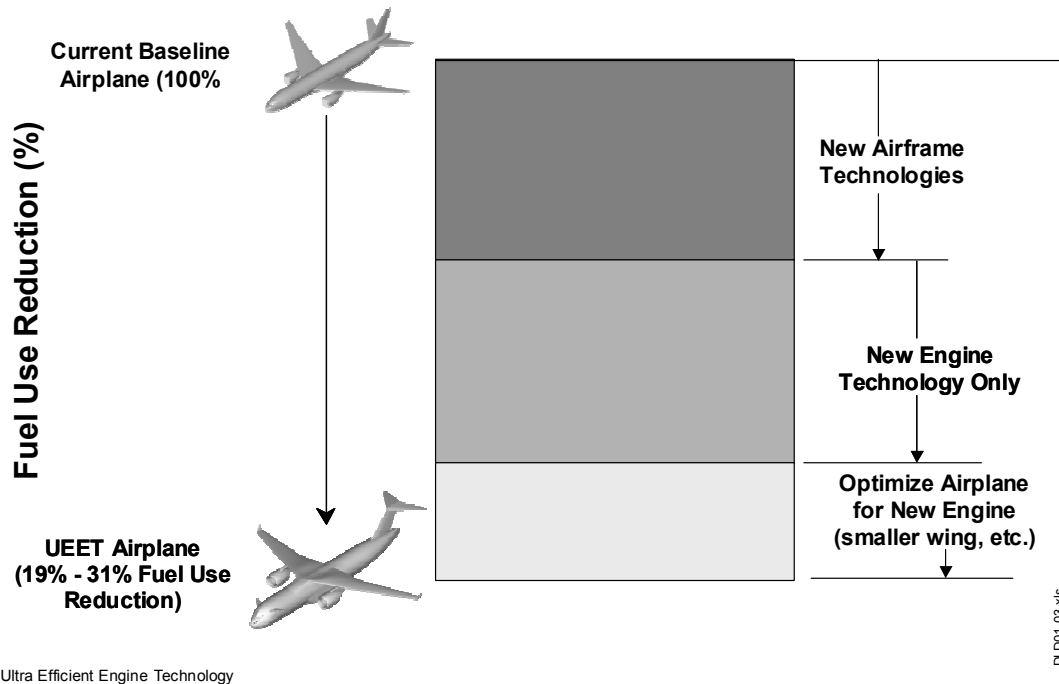 Current Baseline
Airplane (100%
Fuel Use Reduction (%)
New Airframe
Technologies
New Engine
Technology Only
Optimize Airplane
for New Engine
(smaller wing, etc.)
UEET Airplane
(19% - 31% Fuel Use
Reduction)
Ultra Efficient Engine Technology